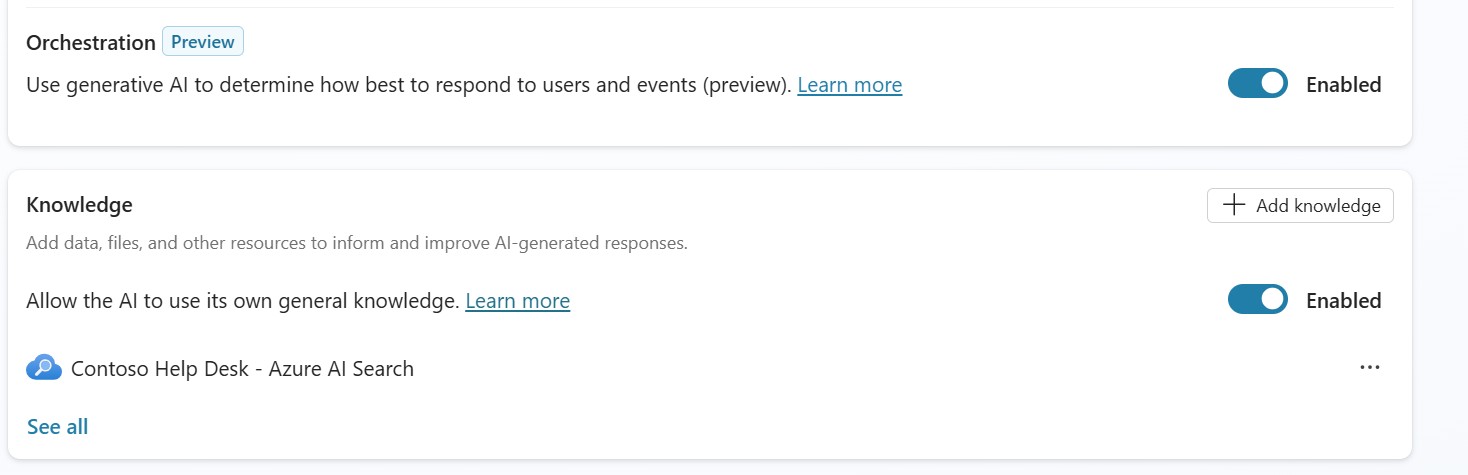 Orchestration Preview
Use generative AI to determine how best to respond to users and events (preview). Learn more Enabled
Knowledge + Add knowledge
Add data, files, and other resources to inform and improve AI-generated responses.
Allow the AI to use its own general knowledge. Learn more Enabled
Contoso Help Desk - Azure AI Search ...
See all